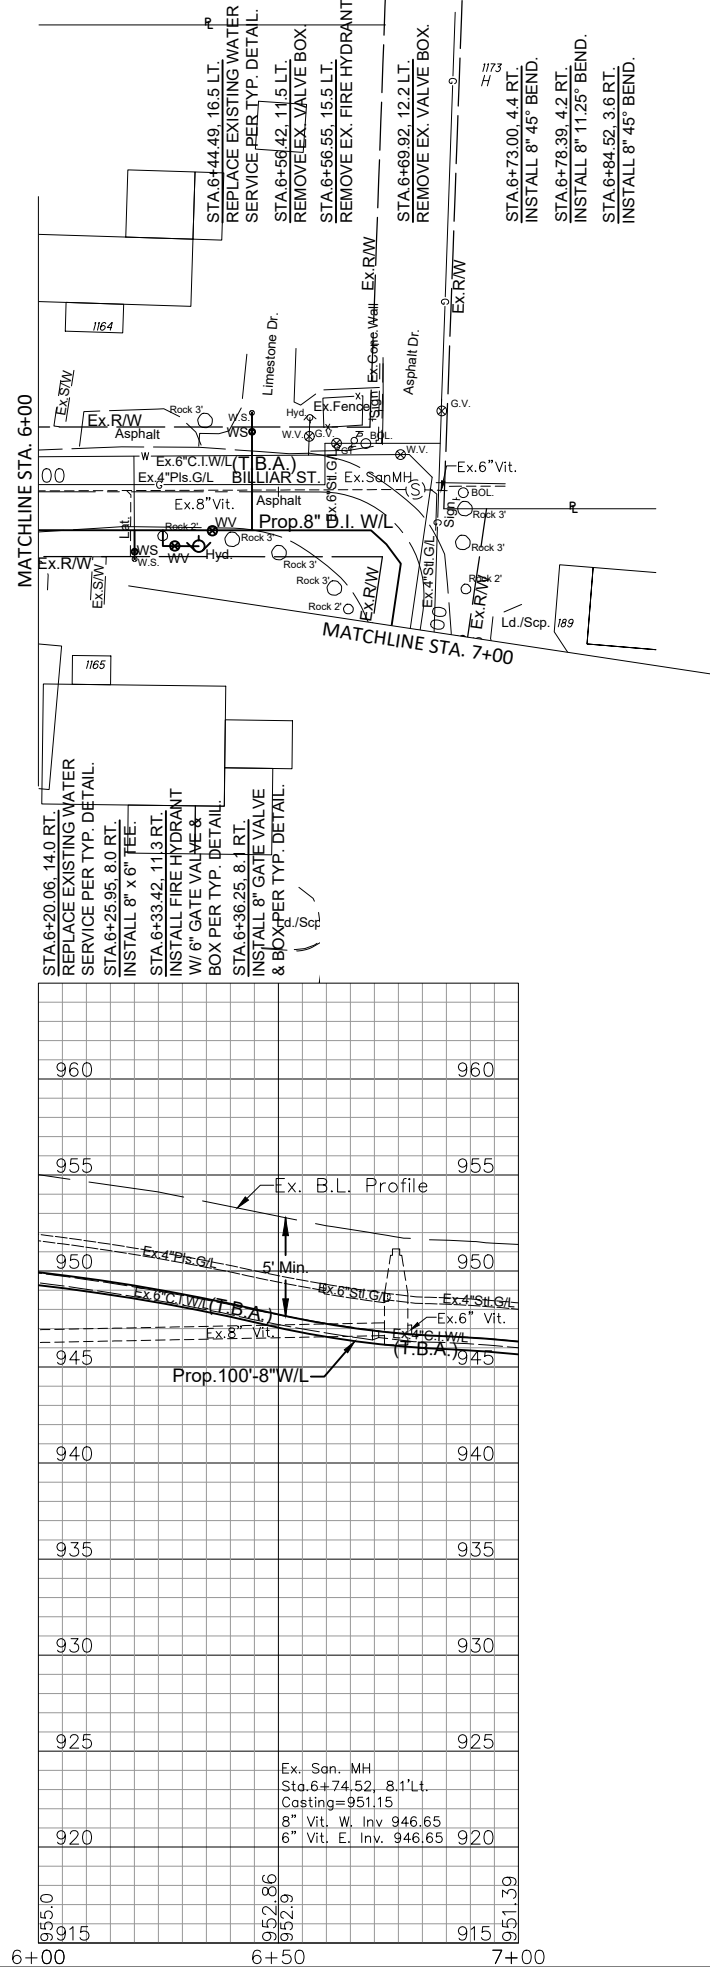 STA.6+44.49, 16.5 LT.
REPLACE EXISTING WATER
SERVICE PER TYP. DETAIL.
STA.6+56.42, 11.5 LT.
REMOVE EX. VALVE BOX.
STA.6+56.55, 15.5 LT.
REMOVE EX. FIRE HYDRANT
STA.6+69.92, 12.2 LT.
REMOVE EX. VALVE BOX.
1173
H
STA.6+73.00, 4.4 RT.
INSTALL 8" 45° BEND.
STA.6+78.39, 4.2 RT.
INSTALL 8" 11.25° BEND.
STA.6+84.52, 3.6 RT.
INSTALL 8" 45° BEND.
G
G
Ex.R/W
Ex.R/W
1164
Limestone Dr.
Ex.Conc.Wall
Sign
Asphalt Dr.
MATCHLINE STA. 6+00
Ex.S/W
Rock 3'
W.S.
Hyd.
Ex.Fence
x
x
G.V.
Ex.R/W
Asphalt
WS
W.V.
G.V.
BOL.
W.V.
W
Ex.6"C.I.W/L
(T.B.A.)
Ex.6"Vit.
00
Ex.4"Pls.G/L
BILLIAR ST.
Ex.6"Stl.G/L
Ex.SanMH
S
G
Ex.8"Vit.
Asphalt
BOL.
Sign
Rock 3'
Lat.
Rock 2'
WV
Prop.8" D.I. W/L
G
WS
W.S.
WV
Hyd.
Rock 3'
Rock 3'
Rock 3'
Ex.R/W
Ex.S/W
Rock 3'
Rock 2'
Ex.R/W
Ex.4"Stl.G/L
00
Rock 2'
Ex.R/W
Ld./Scp.
189
MATCHLINE STA. 7+00
1165
STA.6+20.06, 14.0 RT.
REPLACE EXISTING WATER
SERVICE PER TYP. DETAIL.
STA.6+25.95, 8.0 RT.
INSTALL 8" x 6" TEE.
STA.6+33.42, 11.3 RT.
INSTALL FIRE HYDRANT
W/ 6" GATE VALVE &
BOX PER TYP. DETAIL.
STA.6+36.25, 8.1 RT.
INSTALL 8" GATE VALVE
& BOX PER TYP. DETAIL.
Ld./Scp
960 960
955 955
Ex. B.L. Profile
950 950
Ex.4"Pls.G/L
5' Min.
Ex.6"Stl.G/L
Ex.4"Stl.G/L
Ex.6"C.I.W/L
(T.B.A.)
Ex.6" Vit.
Ex.8" Vit.
Ex.4"C.I.W/L
(T.B.A.)
945 945
Prop.100'-8"W/L
940 940
935 935
930 930
925 925
Ex. San. MH
Sta.6+74.52, 8.1'Lt.
Casting=951.15
8" Vit. W. Inv 946.65
6" Vit. E. Inv. 946.65
920 920
955.0
952.86
952.9
951.39
915 915
6+00 6+50 7+00